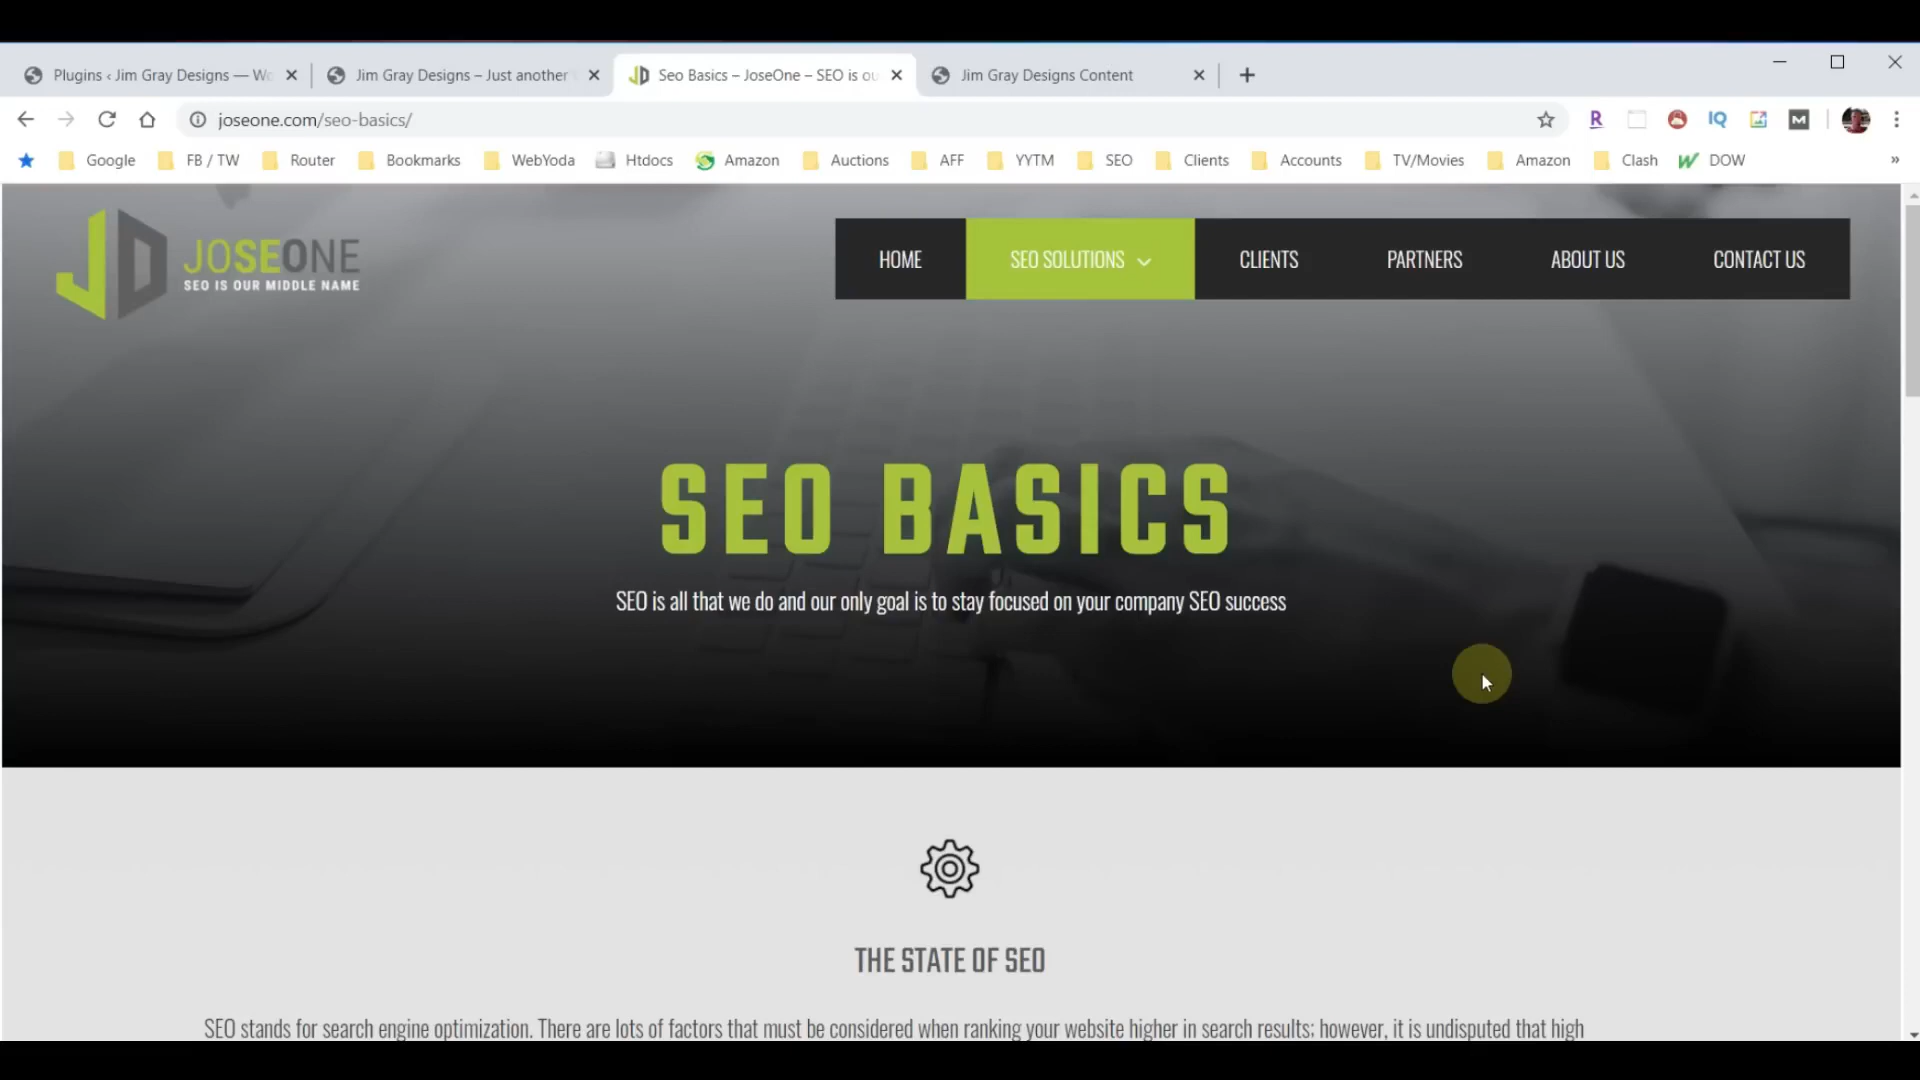 Plugins ‹ Jim Gray Designs — Wo
Jim Gray Designs – Just another
Seo Basics – JoseOne – SEO is ou
Jim Gray Designs Content
joseone.com/seo-basics/
R
IQ
M
Google
FB / TW
Router
Bookmarks
WebYoda
Htdocs
Amazon
Auctions
AFF
YYTM
SEO
Clients
Accounts
TV/Movies
Amazon
Clash
DOW
»
JOSEONE
SEO IS OUR MIDDLE NAME
HOME
SEO SOLUTIONS
CLIENTS
PARTNERS
ABOUT US
CONTACT US
SEO BASICS
SEO is all that we do and our only goal is to stay focused on your company SEO success
THE STATE OF SEO
SEO stands for search engine optimization. There are lots of factors that must be considered when ranking your website higher in search results; however, it is undisputed that high